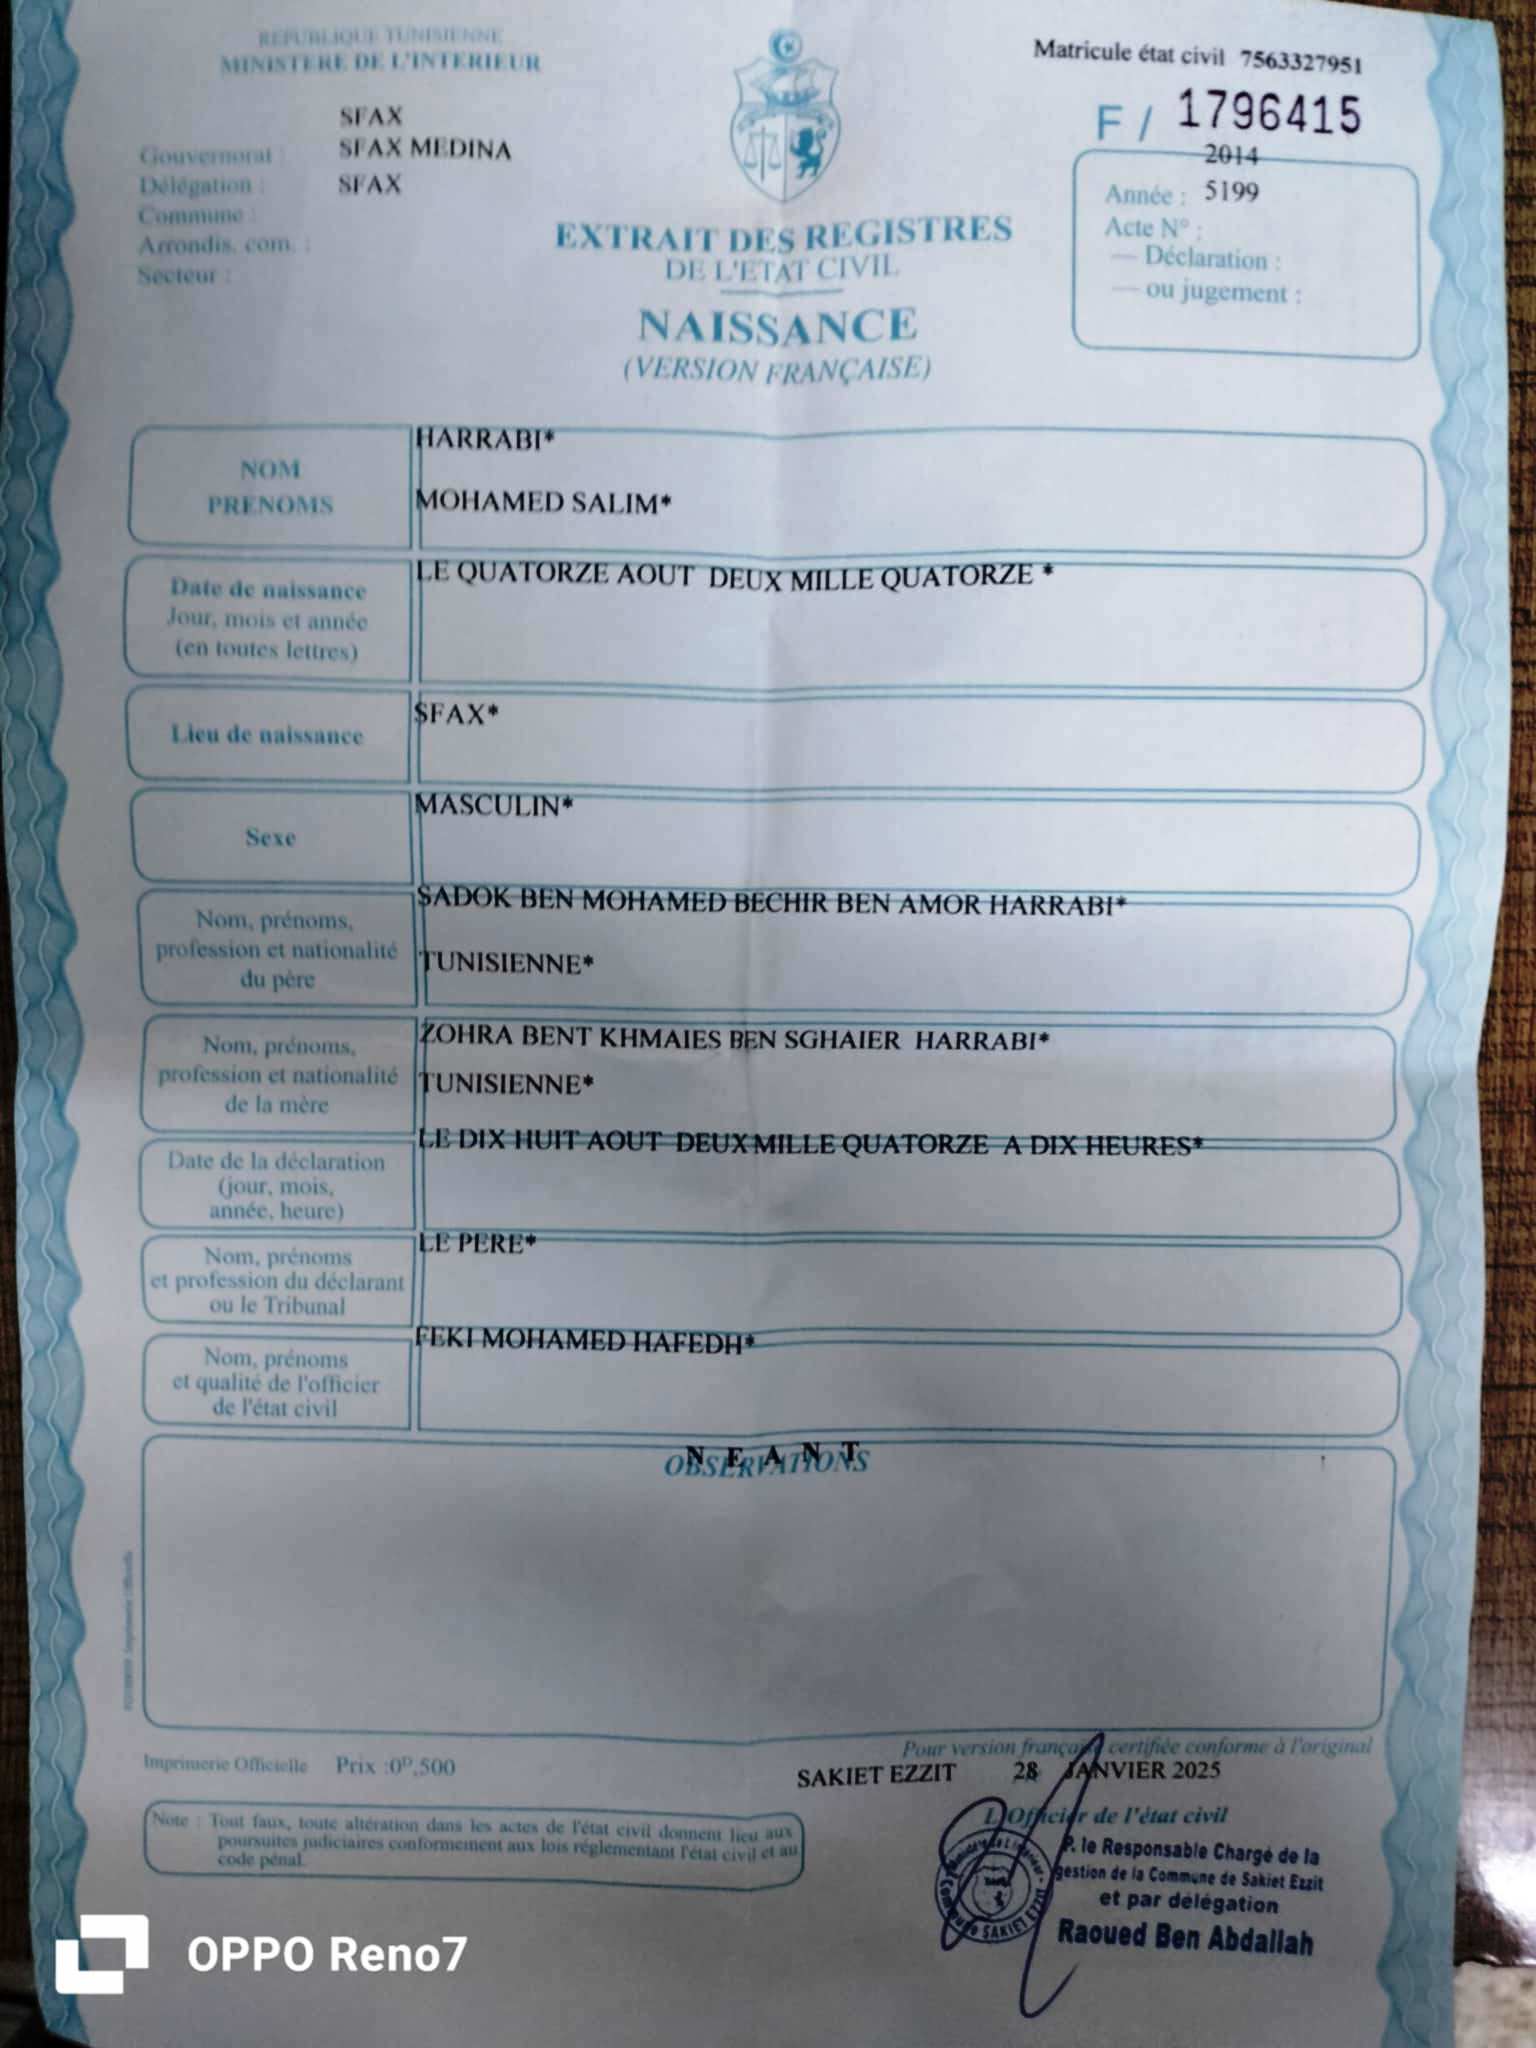 REPUBLIQUE TUNISIENNE
MINISTERE DE L'INTERIEUR
Matricule état civil 7563327951
F / 1796415
SFAX
Gouvernorat : SFAX MEDINA
Délégation : SFAX
Commune :
Arrondis. com. :
Secteur :
2014
Année : 5199
Acte N° :
— Déclaration :
— ou jugement :
EXTRAIT DES REGISTRES
DE L'ETAT CIVIL
NAISSANCE
(VERSION FRANÇAISE)
NOM
PRENOMS
HARRABI*
MOHAMED SALIM*
Date de naissance
Jour, mois et année
(en toutes lettres)
LE QUATORZE AOUT DEUX MILLE QUATORZE *
Lieu de naissance
SFAX*
Sexe
MASCULIN*
Nom, prénoms,
profession et nationalité
du père
SADOK BEN MOHAMED BECHIR BEN AMOR HARRABI*
TUNISIENNE*
Nom, prénoms,
profession et nationalité
de la mère
ZOHRA BENT KHMAIES BEN SGHAIER HARRABI*
TUNISIENNE*
Date de la déclaration
(jour, mois,
année, heure)
LE DIX HUIT AOUT DEUX MILLE QUATORZE A DIX HEURES*
Nom, prénoms
et profession du déclarant
ou le Tribunal
LE PERE*
Nom, prénoms
et qualité de l'officier
de l'état civil
FEKI MOHAMED HAFEDH*
N E A N T
OBSERVATIONS
Imprimerie Officielle Prix :0ᴰ,500
Pour version française certifiée conforme à l'original
SAKIET EZZIT 28 JANVIER 2025
L'Officier de l'état civil
Note : Tout faux, toute altération dans les actes de l'état civil donnent lieu aux
poursuites judiciaires conformement aux lois réglementant l'état civil et au
code pénal.
P. le Responsable Chargé de la
gestion de la Commune de Sakiet Ezzit
et par délégation
Raoued Ben Abdallah
SAKIET EZZIT
OPPO Reno7